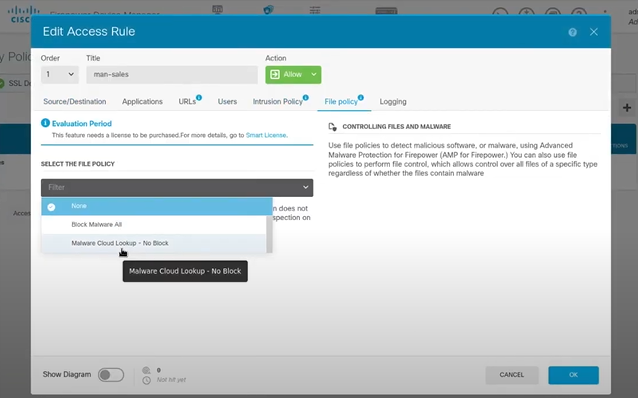 CISCO
Edit Access Rule
Order
Title
Action
1
man-sales
Allow
Source/Destination
Applications
URLs
Users
Intrusion Policy
File policy
Logging
Evaluation Period
This feature needs a license to be purchased.For more details, go to Smart License.
SELECT THE FILE POLICY
Filter
None
Block Malware All
Malware Cloud Lookup - No Block
n does not
spection on
Malware Cloud Lookup - No Block
CONTROLLING FILES AND MALWARE
Use file policies to detect malicious software, or malware, using Advanced
Malware Protection for Firepower (AMP for Firepower.) You can also use file
policies to perform file control, which allows control over all files of a specific type
regardless of whether the files contain malware
Show Diagram
0
Not hit yet
CANCEL
OK